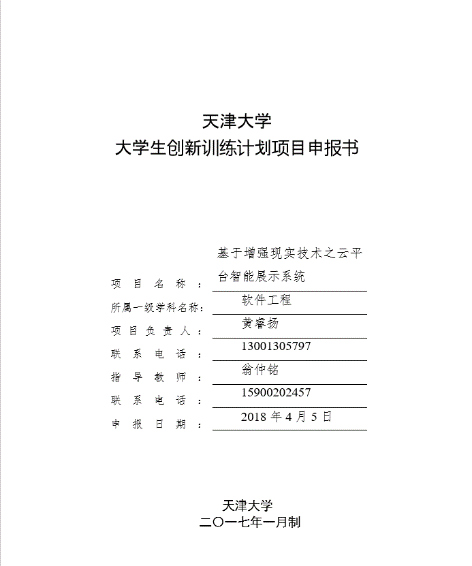 天津大学
大学生创新训练计划项目申报书
基于增强现实技术之云平
项目名称：台智能展示系统
所属一级学科名称：软件工程
项目负责人：黄睿扬
联系电话：13001305797
指导教师：翁仲铭
联系电话：15900202457
申报日期：2018 年 4 月 5 日
天津大学
二〇一七年一月制